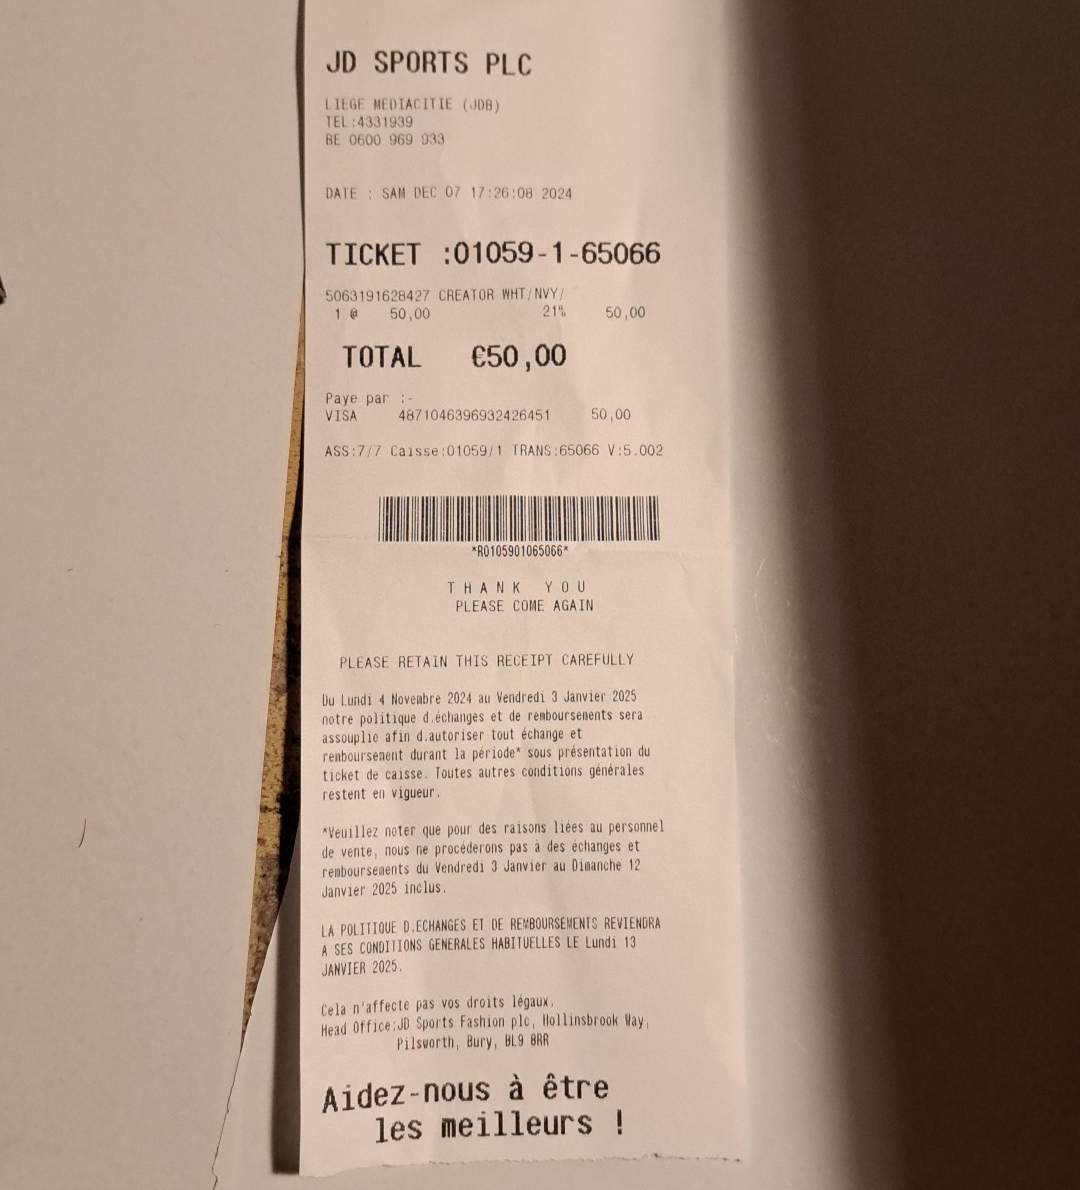 JD SPORTS PLC
LIEGE MEDIACITIE (JDB)
TEL:4331939
BE 0600 969 933
DATE : SAM DEC 07 17:26:08 2024
TICKET :01059-1-65066
5063191628427 CREATOR WHT/NVY/
1 @ 50,00 21% 50,00
TOTAL €50,00
Paye par :-
VISA 4871046396932426451 50,00
ASS:7/7 Caisse:01059/1 TRANS:65066 V:5.002
*R0105901065066*
THANK YOU
PLEASE COME AGAIN
PLEASE RETAIN THIS RECEIPT CAREFULLY
Du Lundi 4 Novembre 2024 au Vendredi 3 Janvier 2025
notre politique d.échanges et de remboursements sera
assouplie afin d.autoriser tout échange et
remboursement durant la période* sous présentation du
ticket de caisse. Toutes autres conditions générales
restent en vigueur.
*Veuillez noter que pour des raisons liées au personnel
de vente, nous ne procéderons pas à des échanges et
remboursements du Vendredi 3 Janvier au Dimanche 12
Janvier 2025 inclus.
LA POLITIQUE D.ECHANGES ET DE REMBOURSEMENTS REVIENDRA
A SES CONDITIONS GENERALES HABITUELLES LE Lundi 13
JANVIER 2025.
Cela n'affecte pas vos droits légaux.
Head Office:JD Sports Fashion plc, Hollinsbrook Way,
Pilsworth, Bury, BL9 8RR
Aidez-nous à être
les meilleurs !